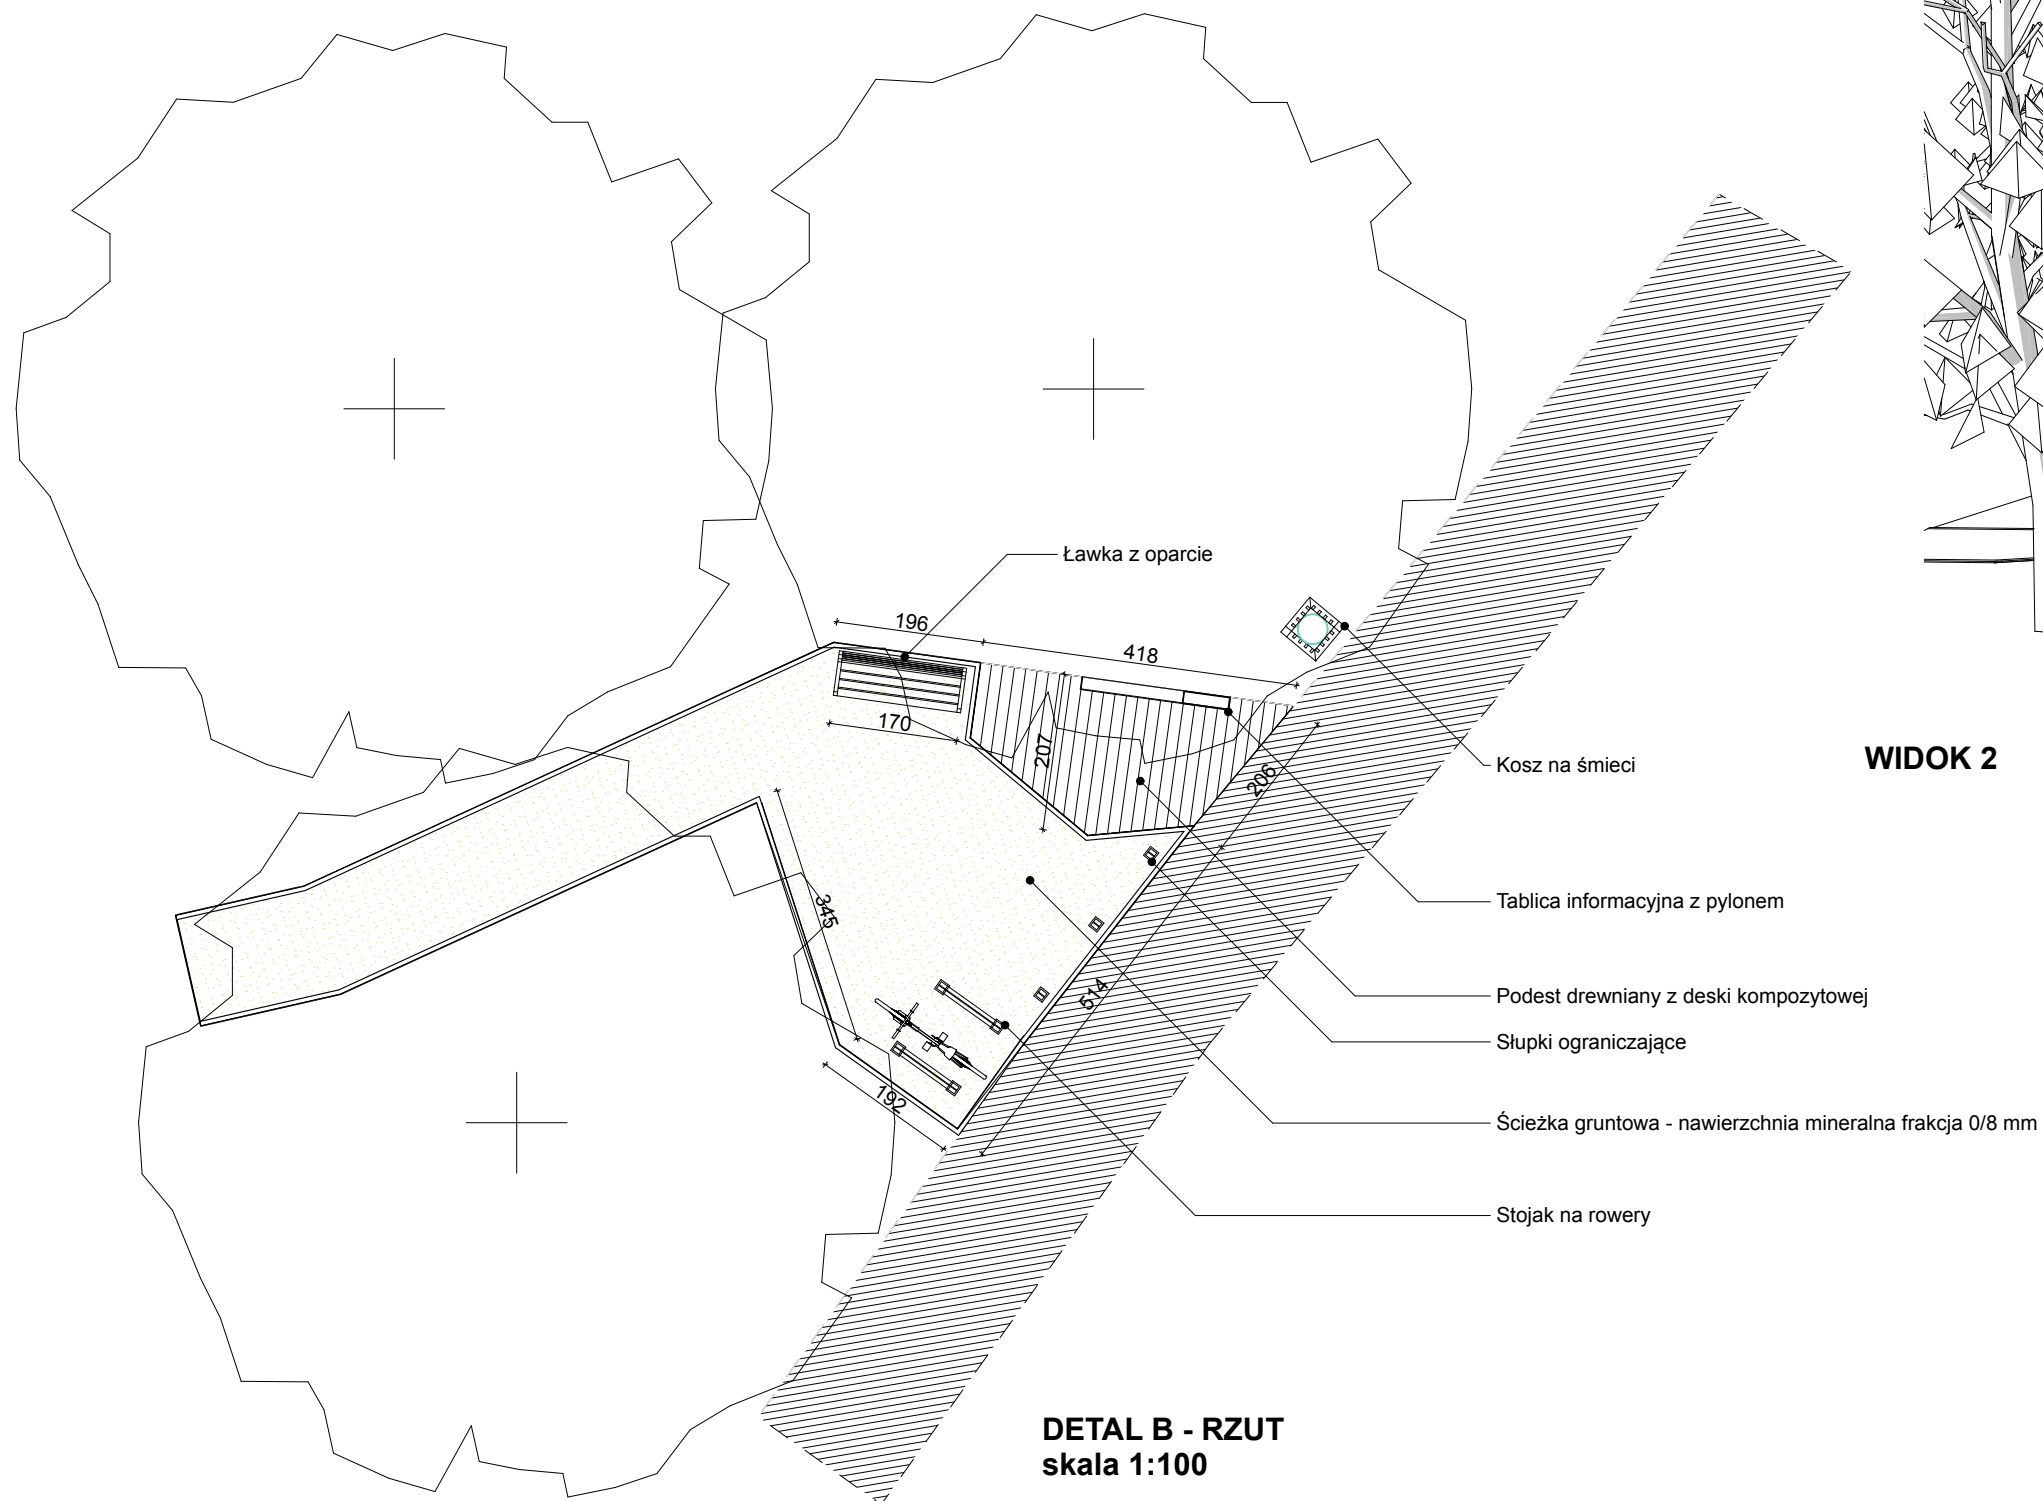 Ławka z oparcie
196
418
170
207
206
Kosz na śmieci
WIDOK 2
345
Tablica informacyjna z pylonem
514
Podest drewniany z deski kompozytowej
Słupki ograniczające
192
Ścieżka gruntowa - nawierzchnia mineralna frakcja 0/8 mm
Stojak na rowery
DETAL B - RZUT
skala 1:100